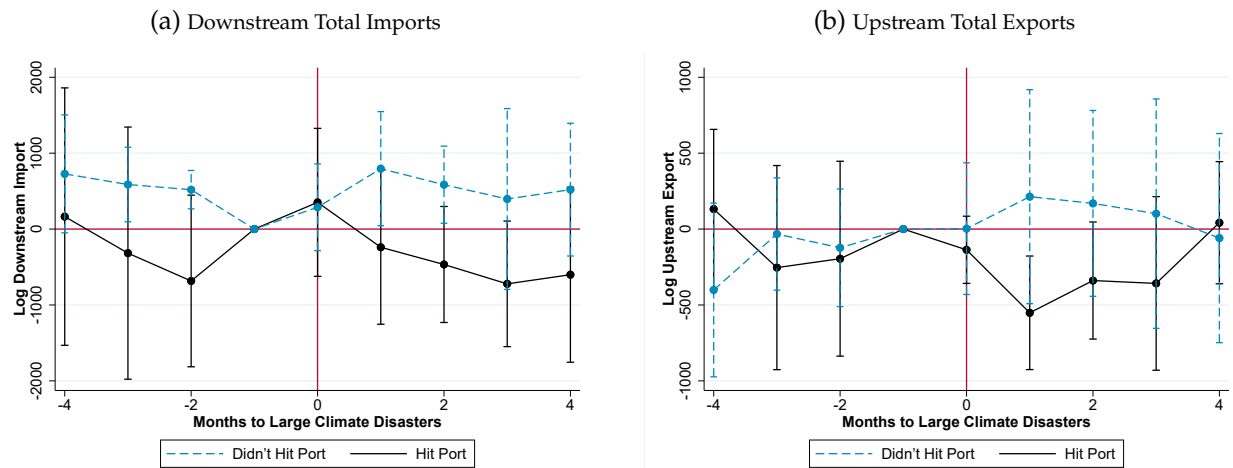 (a) Downstream Total Imports
2000
1000
0
-1000
-2000
Log Downstream Import
-4
-2
0
2
4
Months to Large Climate Disasters
Didn't Hit Port
Hit Port
(b) Upstream Total Exports
1000
500
0
-500
-1000
Log Upstream Export
-4
-2
0
2
4
Months to Large Climate Disasters
Didn't Hit Port
Hit Port